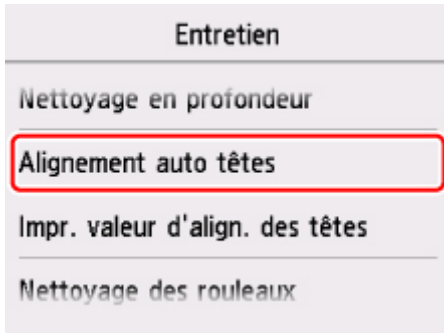 Entretien
Nettoyage en profondeur
Alignement auto têtes
Impr. valeur d'align. des têtes
Nettoyage des rouleaux